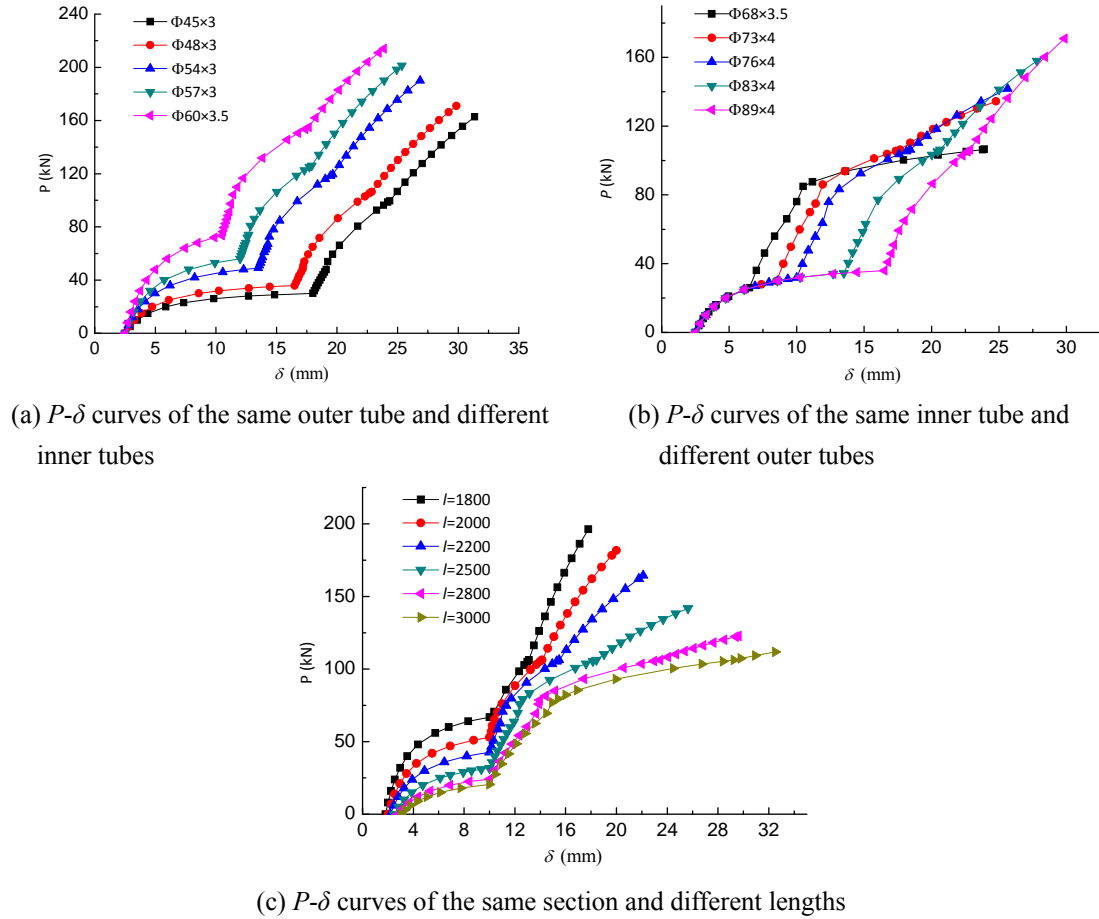 P (kN)
240
200
160
120
80
40
0
Φ45×3
Φ48×3
Φ54×3
Φ57×3
Φ60×3.5
0 5 10 15 20 25 30 35
δ (mm)
P (kN)
160
120
80
40
0
Φ68×3.5
Φ73×4
Φ76×4
Φ83×4
Φ89×4
0 5 10 15 20 25 30
δ (mm)
(a) P-δ curves of the same outer tube and different
inner tubes
(b) P-δ curves of the same inner tube and
different outer tubes
P (kN)
200
150
100
50
0
l=1800
l=2000
l=2200
l=2500
l=2800
l=3000
0 4 8 12 16 20 24 28 32
δ (mm)
(c) P-δ curves of the same section and different lengths